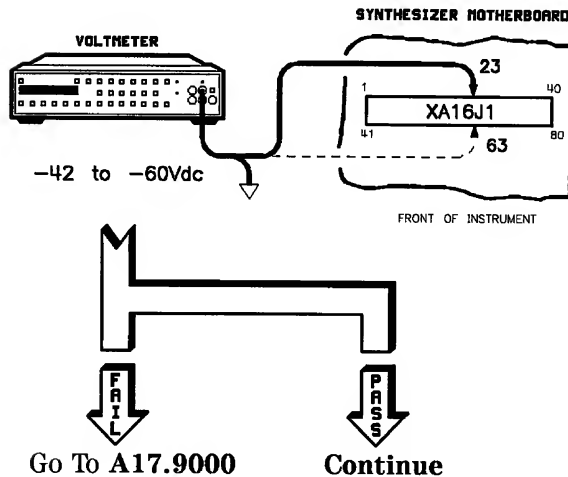 SYNTHESIZER MOTHERBOARD
VOLTMETER
23
1
40
XA16J1
41
80
63
−42 to −60Vdc
FRONT OF INSTRUMENT
FAIL
PASS
Go To A17.9000
Continue